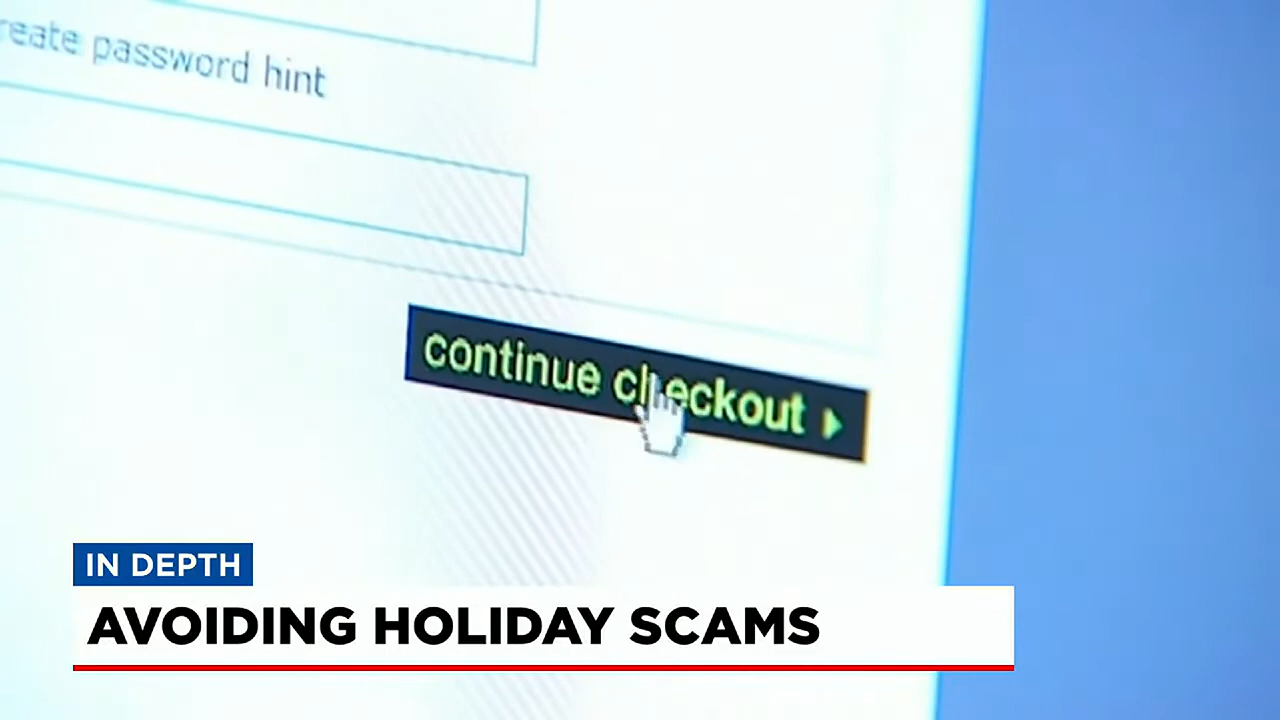 reate password hint
continue checkout
IN DEPTH
AVOIDING HOLIDAY SCAMS